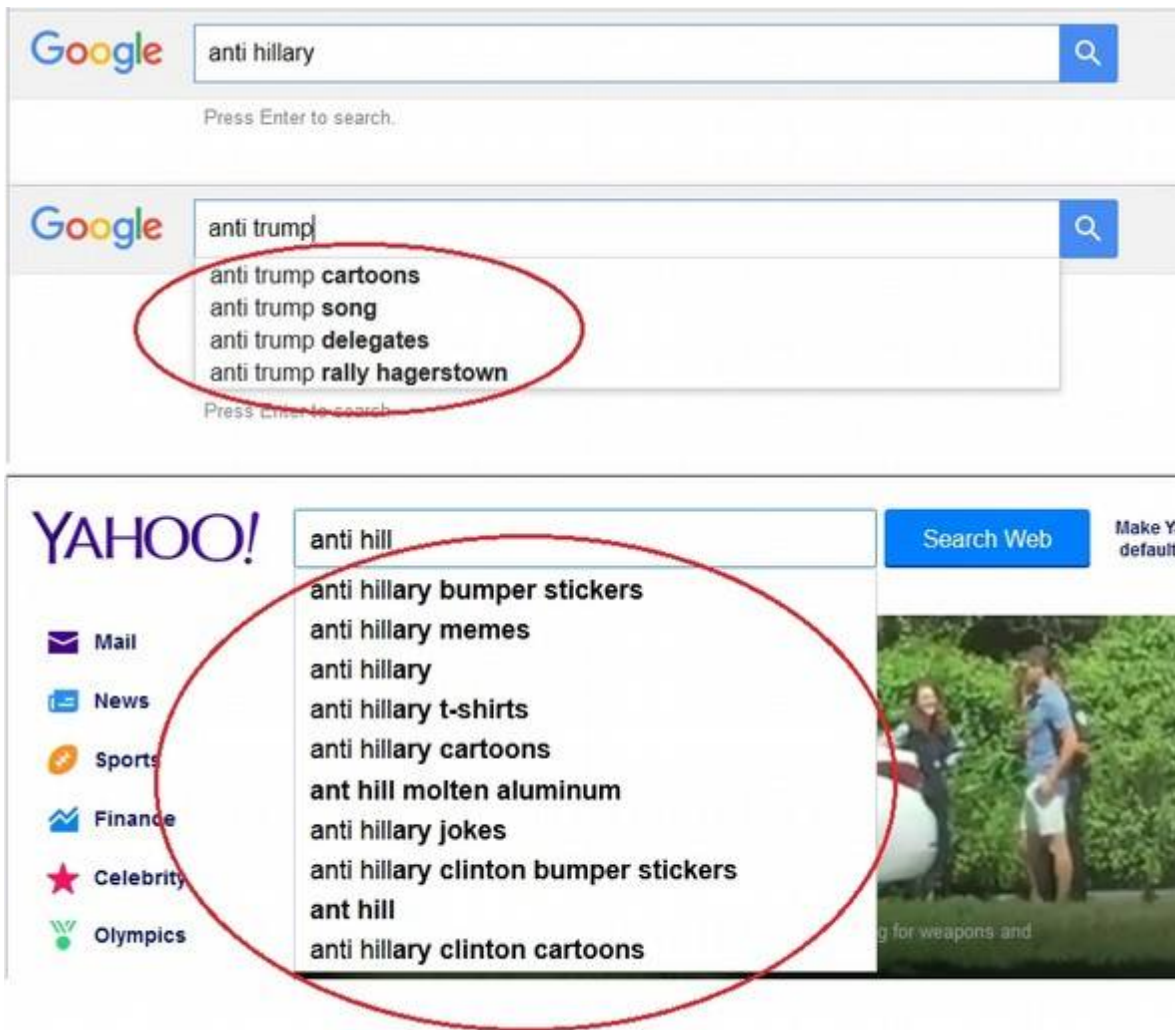 Google
anti hillary
Press Enter to search.
Google
anti trump
anti trump cartoons
anti trump song
anti trump delegates
anti trump rally hagerstown
Press Enter to search
YAHOO!
anti hill
Search Web
Make Y
default
anti hillary bumper stickers
anti hillary memes
anti hillary
anti hillary t-shirts
anti hillary cartoons
ant hill molten aluminum
anti hillary jokes
anti hillary clinton bumper stickers
ant hill
anti hillary clinton cartoons
Mail
News
Sports
Finance
Celebrity
Olympics
g for weapons and